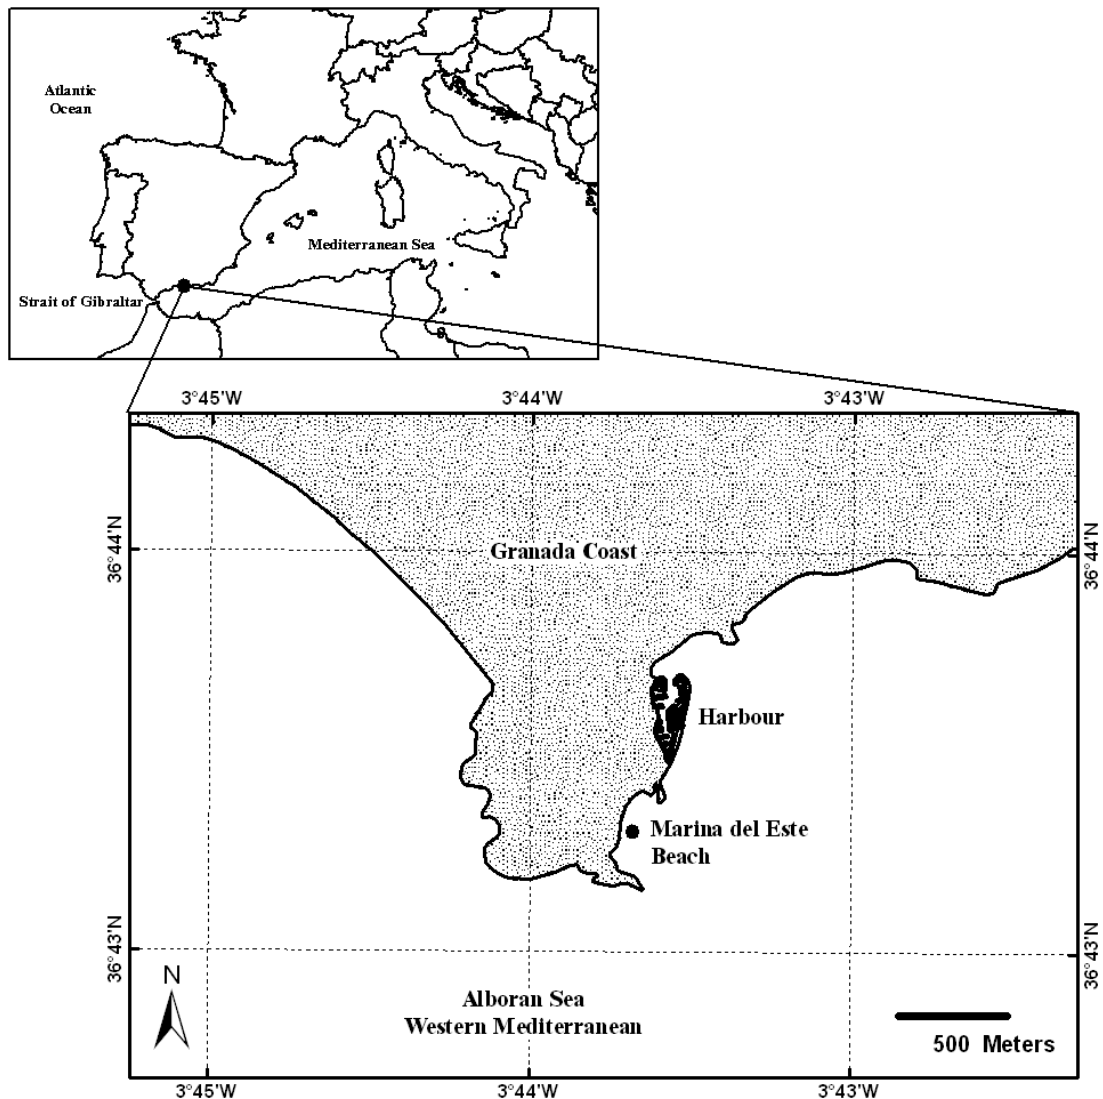 Atlantic
Ocean
Mediterranean Sea
Strait of Gibraltar
3°45'W
3°44'W
3°43'W
36°44'N
36°44'N
Granada Coast
Harbour
Marina del Este
Beach
36°43'N
36°43'N
N
Alboran Sea
Western Mediterranean
500 Meters
3°45'W
3°44'W
3°43'W